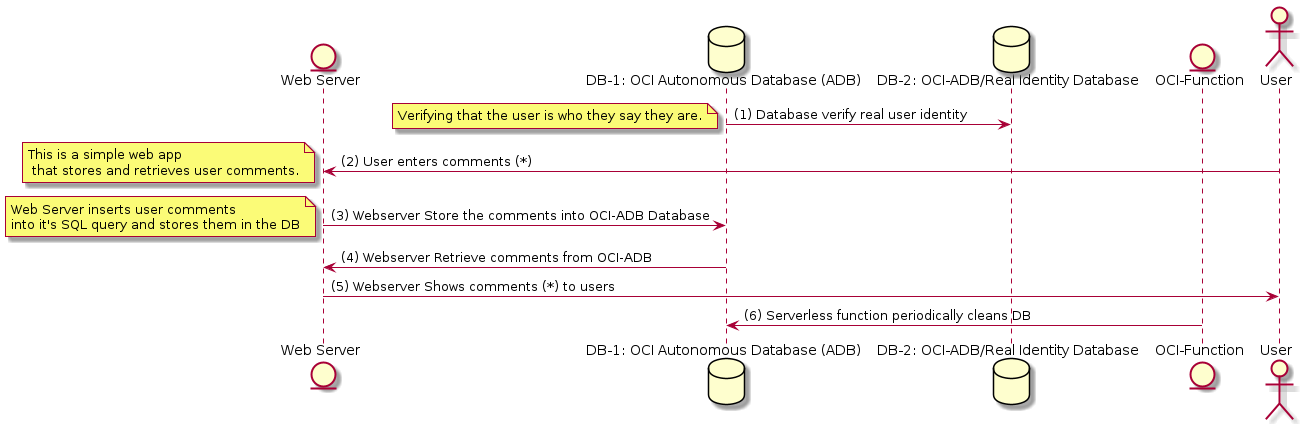 Web Server
DB-1: OCI Autonomous Database (ADB)
DB-2: OCI-ADB/Real Identity Database
OCI-Function
User
Verifying that the user is who they say they are.
(1) Database verify real user identity
This is a simple web app
that stores and retrieves user comments.
(2) User enters comments (*)
Web Server inserts user comments
into it's SQL query and stores them in the DB
(3) Webserver Store the comments into OCI-ADB Database
(4) Webserver Retrieve comments from OCI-ADB
(5) Webserver Shows comments (*) to users
(6) Serverless function periodically cleans DB
Web Server
DB-1: OCI Autonomous Database (ADB)
DB-2: OCI-ADB/Real Identity Database
OCI-Function
User